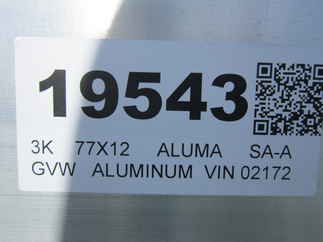 19543
3K 77X12 ALUMA SA-A
GVW ALUMINUM VIN 02172